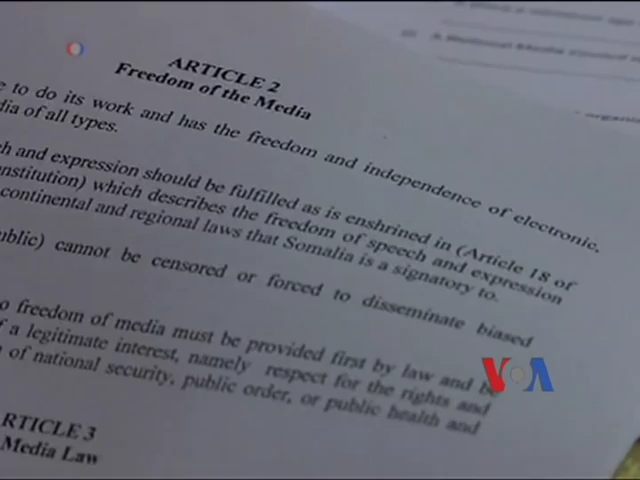 ARTICLE 2
Freedom of the Media
to do its work and has the freedom and independence of electronic,
of all types.
and expression should be fulfilled as is enshrined in (Article 18 of
which describes the freedom of speech and expression
continental and regional laws that Somalia is a signatory to.
cannot be censored or forced to disseminate biased
freedom of media must be provided first by law and be
a legitimate interest, namely respect for the rights and
of national security, public order, or public health and
RTICLE 3
Media Law
VOA